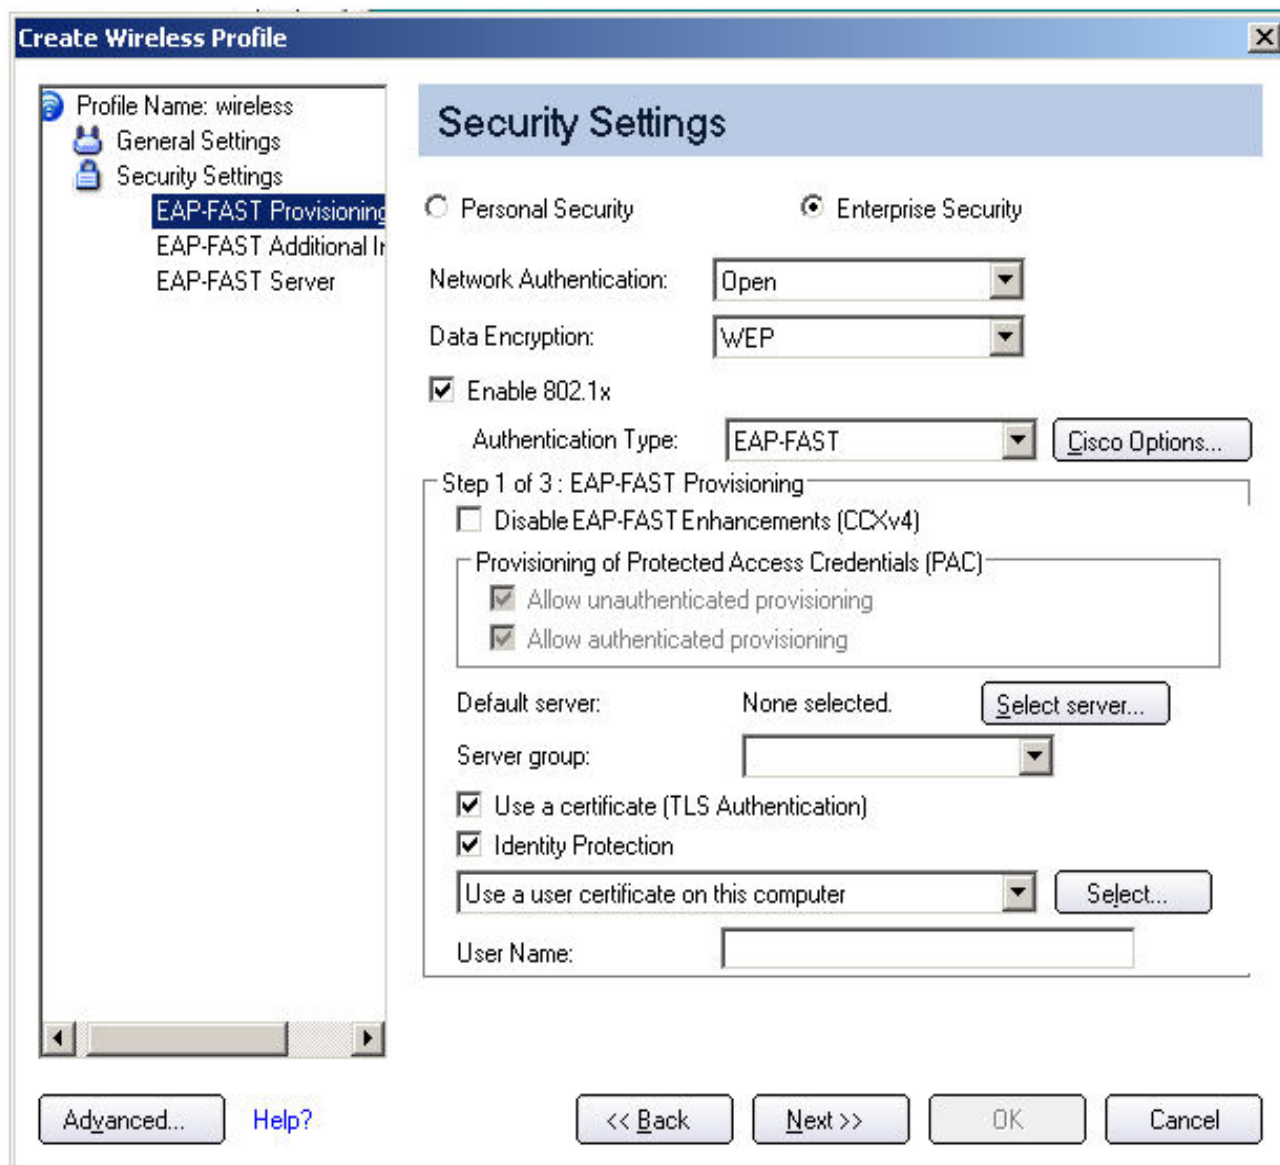 Create Wireless Profile
Profile Name: wireless
General Settings
Security Settings
EAP-FAST Provisioning
EAP-FAST Additional
EAP-FAST Server
Security Settings
Personal Security
Enterprise Security
Network Authentication:
Open
Data Encryption:
WEP
Enable 802.1x
Authentication Type:
EAP-FAST
Cisco Options...
Step 1 of 3 : EAP-FAST Provisioning
Disable EAP-FAST Enhancements (CCXv4)
Provisioning of Protected Access Credentials (PAC)
Allow unauthenticated provisioning
Allow authenticated provisioning
Default server:
None selected.
Select server...
Server group:
Use a certificate (TLS Authentication)
Identity Protection
Use a user certificate on this computer
Select...
User Name:
Advanced...
Help?
<< Back
Next >>
OK
Cancel